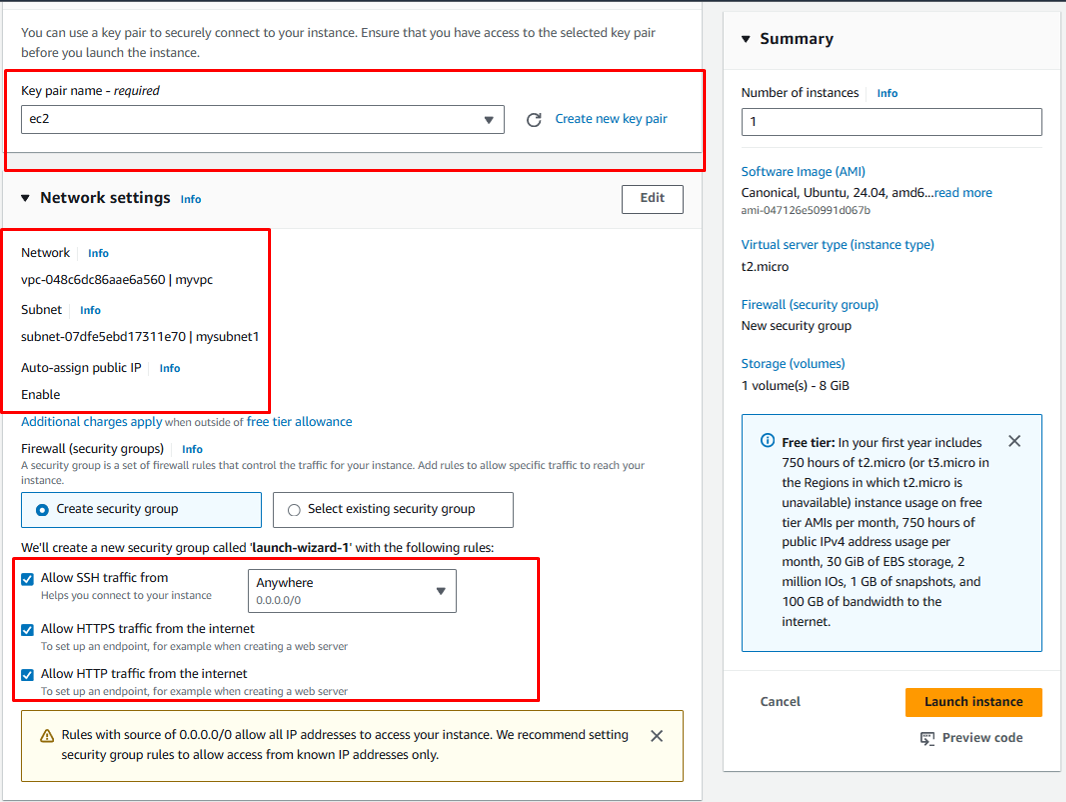 You can use a key pair to securely connect to your instance. Ensure that you have access to the selected key pair
before you launch the instance.
Key pair name - required
ec2
Create new key pair
Network settings Info
Edit
Network Info
vpc-048c6dc86aae6a560 | myvpc
Subnet Info
subnet-07dfe5ebd17311e70 | mysubnet1
Auto-assign public IP Info
Enable
Additional charges apply when outside of free tier allowance
Firewall (security groups) Info
A security group is a set of firewall rules that control the traffic for your instance. Add rules to allow specific traffic to reach your
instance.
Create security group
Select existing security group
We'll create a new security group called 'launch-wizard-1' with the following rules:
Allow SSH traffic from
Helps you connect to your instance
Anywhere
0.0.0.0/0
Allow HTTPS traffic from the internet
To set up an endpoint, for example when creating a web server
Allow HTTP traffic from the internet
To set up an endpoint, for example when creating a web server
Rules with source of 0.0.0.0/0 allow all IP addresses to access your instance. We recommend setting
security group rules to allow access from known IP addresses only.
Summary
Number of instances Info
1
Software Image (AMI)
Canonical, Ubuntu, 24.04, amd6...read more
ami-047126e50991d067b
Virtual server type (instance type)
t2.micro
Firewall (security group)
New security group
Storage (volumes)
1 volume(s) - 8 GiB
Free tier: In your first year includes
750 hours of t2.micro (or t3.micro in
the Regions in which t2.micro is
unavailable) instance usage on free
tier AMIs per month, 750 hours of
public IPv4 address usage per
month, 30 GiB of EBS storage, 2
million IOs, 1 GB of snapshots, and
100 GB of bandwidth to the
internet.
Cancel
Launch instance
Preview code